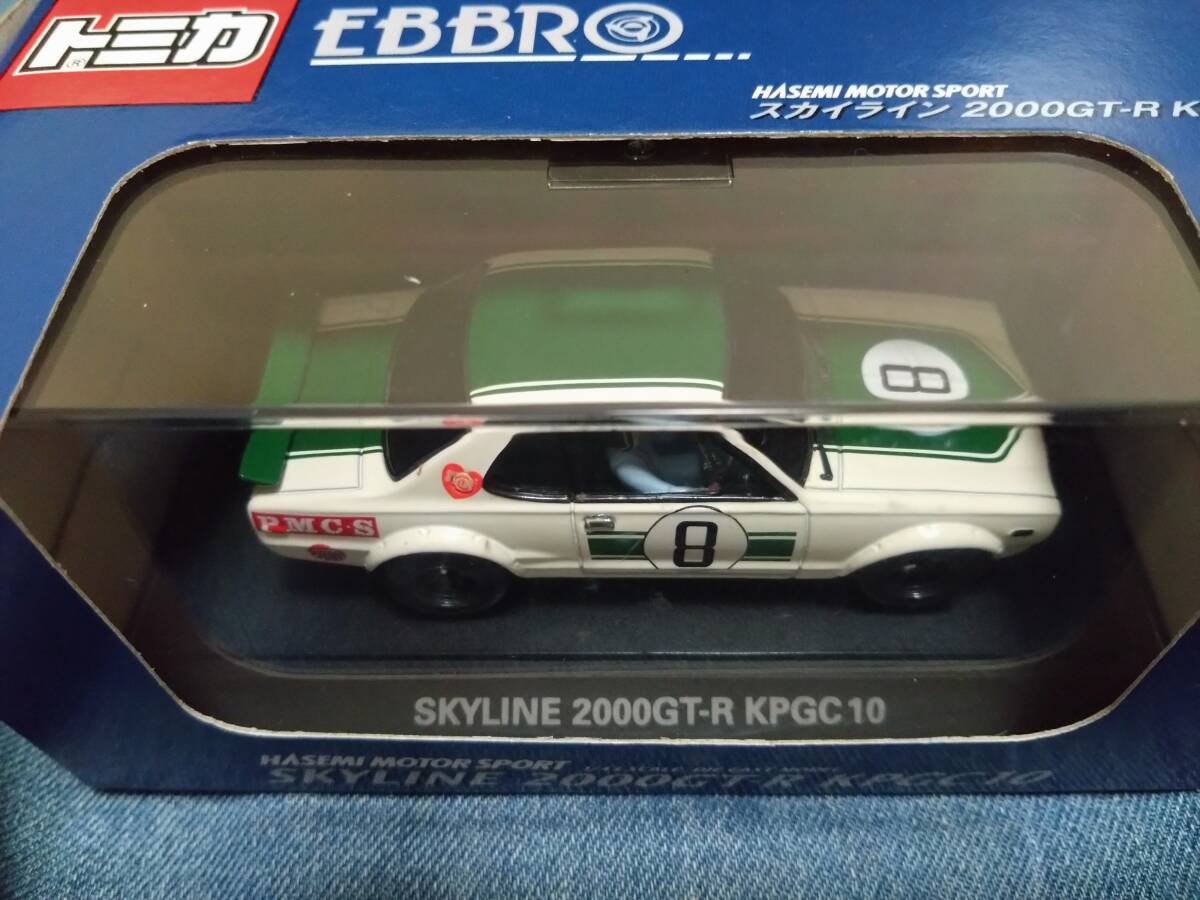 トミカ®
EBBRO
HASEMI MOTOR SPORT
スカイライン 2000GT-R K
8
PMC·S
8
SKYLINE 2000GT-R KPGC10
HASEMI MOTOR SPORT
SKYLINE 2000GT-R KPGC10